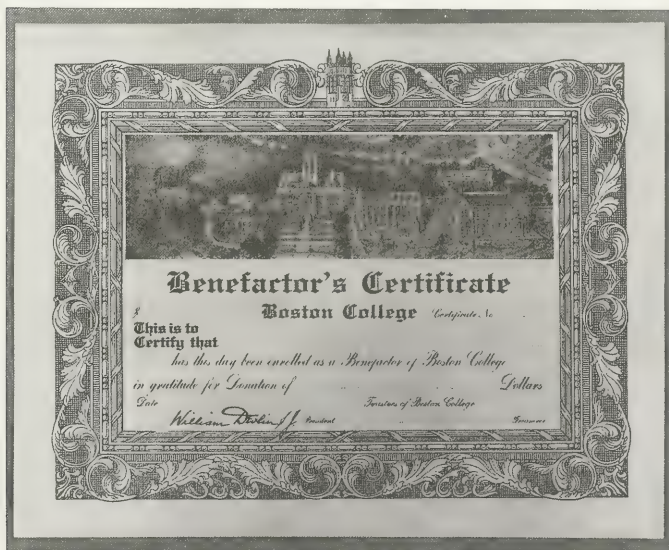 Benefactor's Certificate
$ Boston College Certificate No
This is to
Certify that
has this day been enrolled as a Benefactor of Boston College
in gratitude for Donation of Dollars
Date Trustees of Boston College
William Devlin S.J. President Treasurer